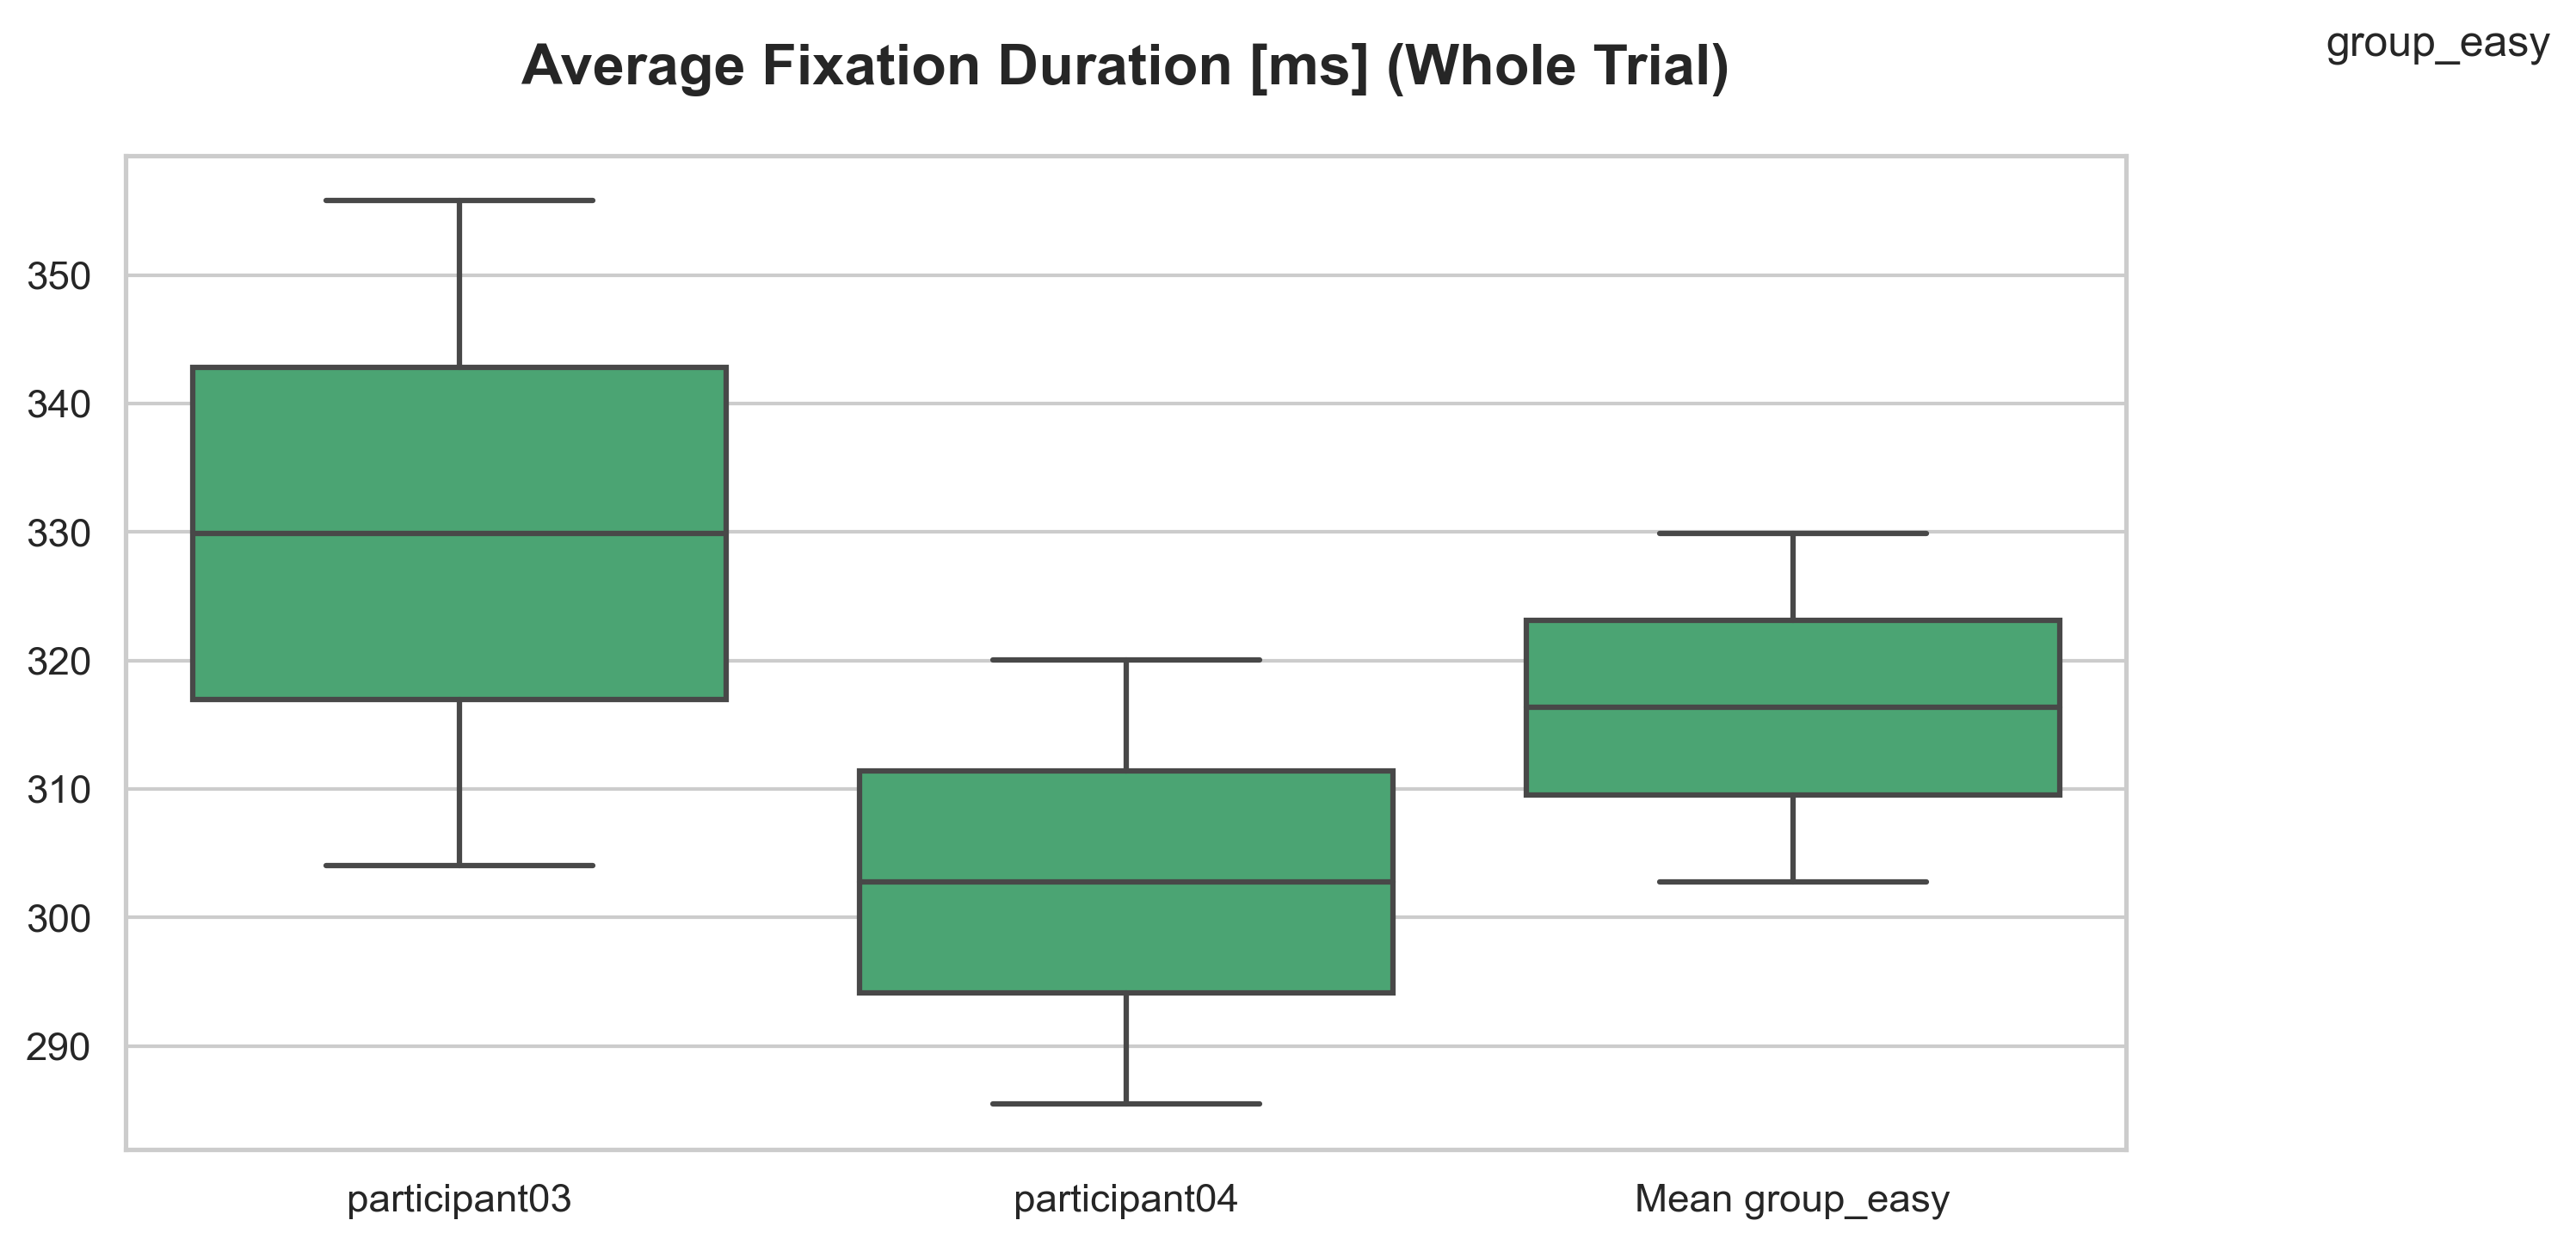 group_easy
Average Fixation Duration [ms] (Whole Trial)
350
340
330
320
310
300
290
participant03
participant04
Mean group_easy